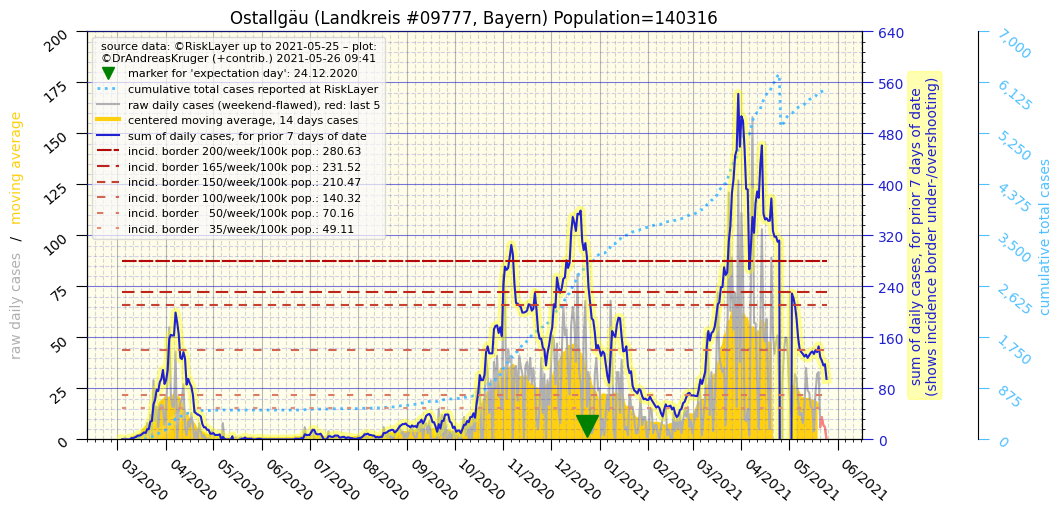 Ostallgäu (Landkreis #09777, Bayern) Population=140316
source data: ©RiskLayer up to 2021-05-25 – plot:
©DrAndreasKruger (+contrib.) 2021-05-26 09:41
marker for 'expectation day': 24.12.2020
cumulative total cases reported at RiskLayer
raw daily cases (weekend-flawed), red: last 5
centered moving average, 14 days cases
sum of daily cases, for prior 7 days of date
incid. border 200/week/100k pop.: 280.63
incid. border 165/week/100k pop.: 231.52
incid. border 150/week/100k pop.: 210.47
incid. border 100/week/100k pop.: 140.32
incid. border 50/week/100k pop.: 70.16
incid. border 35/week/100k pop.: 49.11
raw daily cases / moving average
200
175
150
125
100
75
50
25
0
03/2020
04/2020
05/2020
06/2020
07/2020
08/2020
09/2020
10/2020
11/2020
12/2020
01/2021
02/2021
03/2021
04/2021
05/2021
06/2021
640
560
480
400
320
240
160
80
0
sum of daily cases, for prior 7 days of date
(shows incidence border under-/overshooting)
7,000
6,125
5,250
4,375
3,500
2,625
1,750
875
0
cumulative total cases